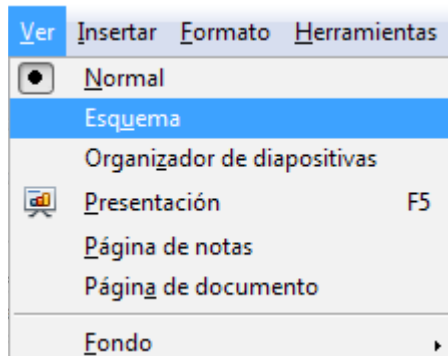 Ver Insertar Formato Herramientas
Normal
Esquema
Organizador de diapositivas
Presentación F5
Página de notas
Página de documento
Fondo